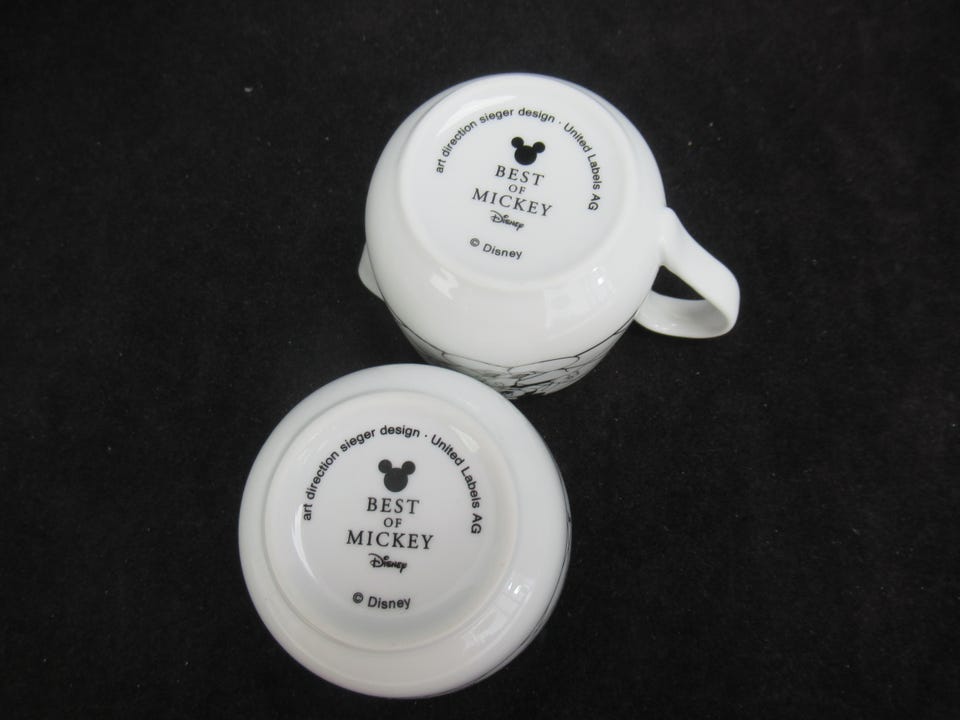 art direction sieger design · United Labels AG
BEST
OF
MICKEY
Disney
© Disney
art direction sieger design · United Labels AG
BEST
OF
MICKEY
Disney
© Disney